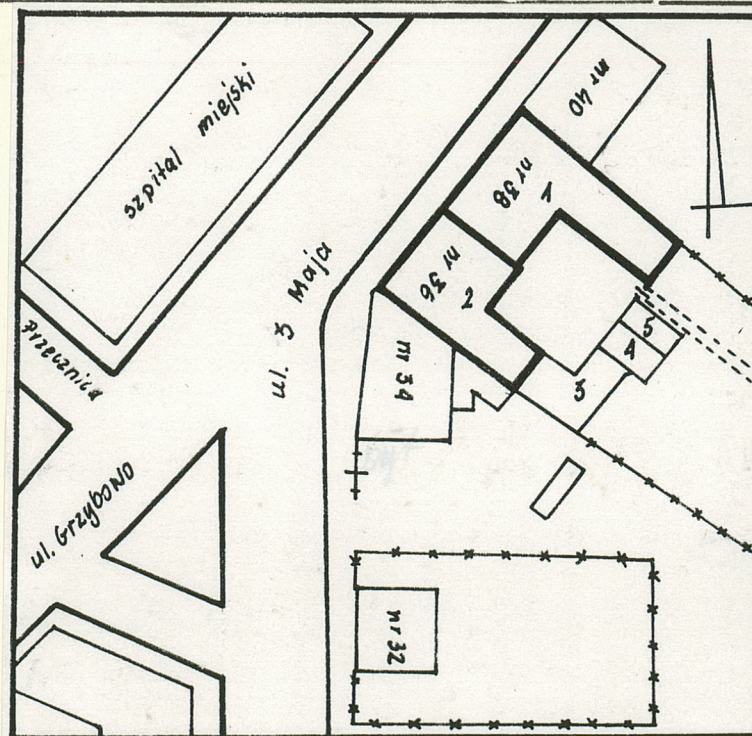 szpital miejski
nr 40
nr 38
1
nr 36
2
ul. 3 Maja
nr 34
5
4
3
Przecznica
ul. Grzybowo
nr 32